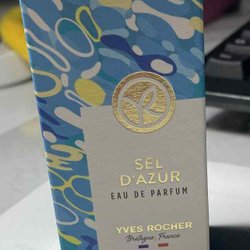 SEL
D'AZUR
EAU DE PARFUM
YVES ROCHER
Bretagne, France